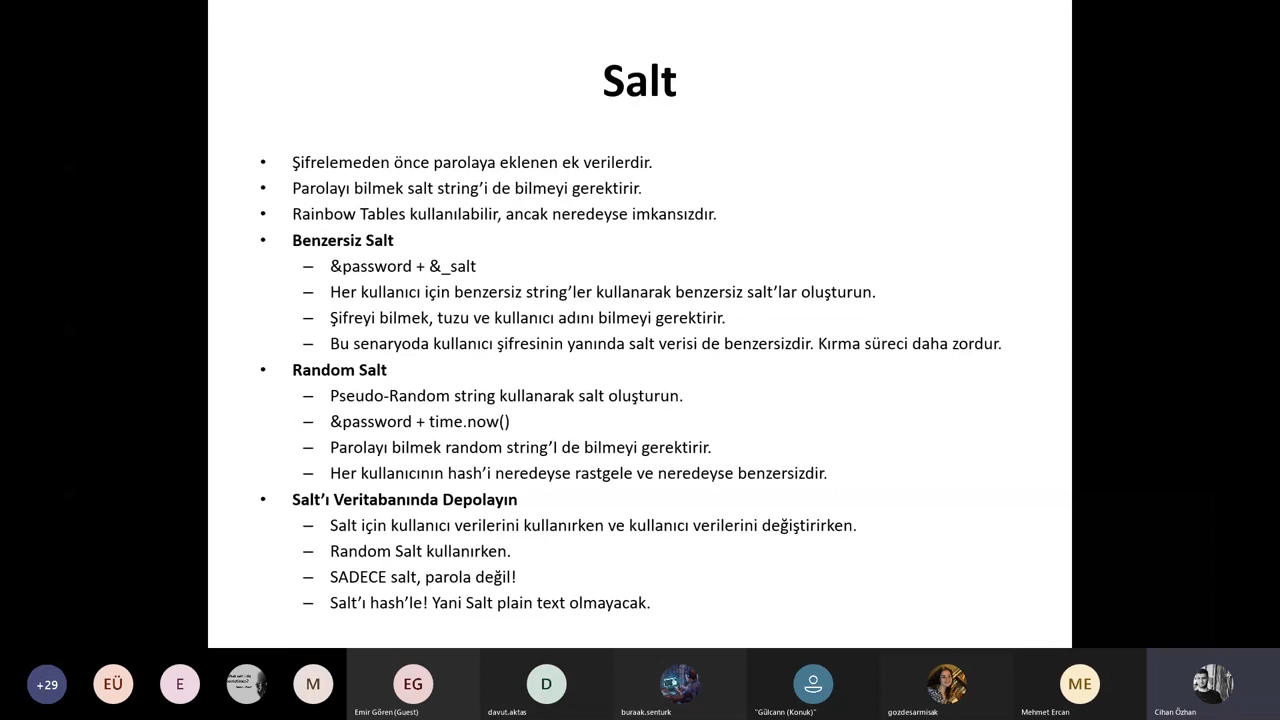 Salt
• Şifrelemeden önce parolaya eklenen ek verilerdir.
• Parolayı bilmek salt string’i de bilmeyi gerektirir.
• Rainbow Tables kullanılabilir, ancak neredeyse imkansızdır.
• Benzersiz Salt
– &password + &_salt
– Her kullanıcı için benzersiz string’ler kullanarak benzersiz salt’lar oluşturun.
– Şifreyi bilmek, tuzu ve kullanıcı adını bilmeyi gerektirir.
– Bu senaryoda kullanıcı şifresinin yanında salt verisi de benzersizdir. Kırma süreci daha zordur.
• Random Salt
– Pseudo-Random string kullanarak salt oluşturun.
– &password + time.now()
– Parolayı bilmek random string’I de bilmeyi gerektirir.
– Her kullanıcının hash’i neredeyse rastgele ve neredeyse benzersizdir.
• Salt’ı Veritabanında Depolayın
– Salt için kullanıcı verilerini kullanırken ve kullanıcı verilerini değiştirirken.
– Random Salt kullanırken.
– SADECE salt, parola değil!
– Salt’ı hash’le! Yani Salt plain text olmayacak.
+29 EÜ E M EG D ME
Emir Gören (Guest) davut.aktas buraak.senturk "Gülcann (Konuk)" gozdesarmisak Mehmet Ercan Cihan Özhan